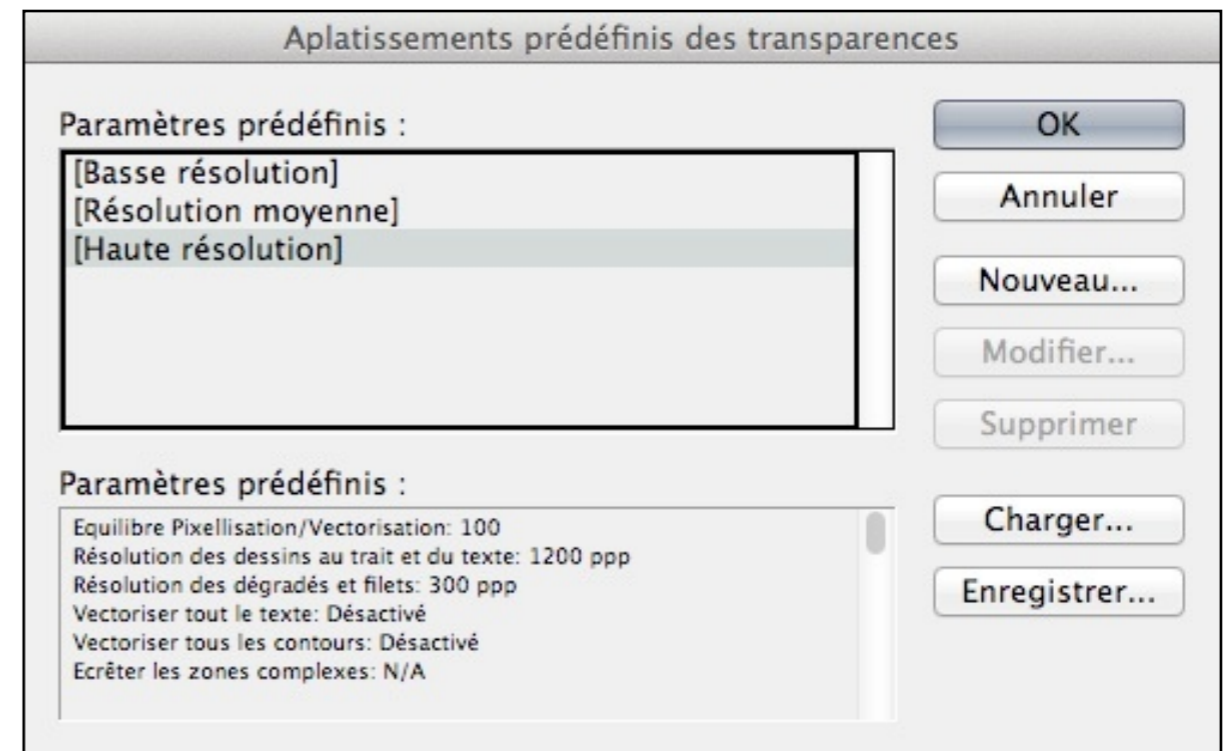 Aplatissements prédéfinis des transparences
Paramètres prédéfinis :
[Basse résolution]
[Résolution moyenne]
[Haute résolution]
OK
Annuler
Nouveau...
Modifier...
Supprimer
Paramètres prédéfinis :
Equilibre Pixellisation/Vectorisation: 100
Résolution des dessins au trait et du texte: 1200 ppp
Résolution des dégradés et filets: 300 ppp
Vectoriser tout le texte: Désactivé
Vectoriser tous les contours: Désactivé
Ecrêter les zones complexes: N/A
Charger...
Enregistrer...